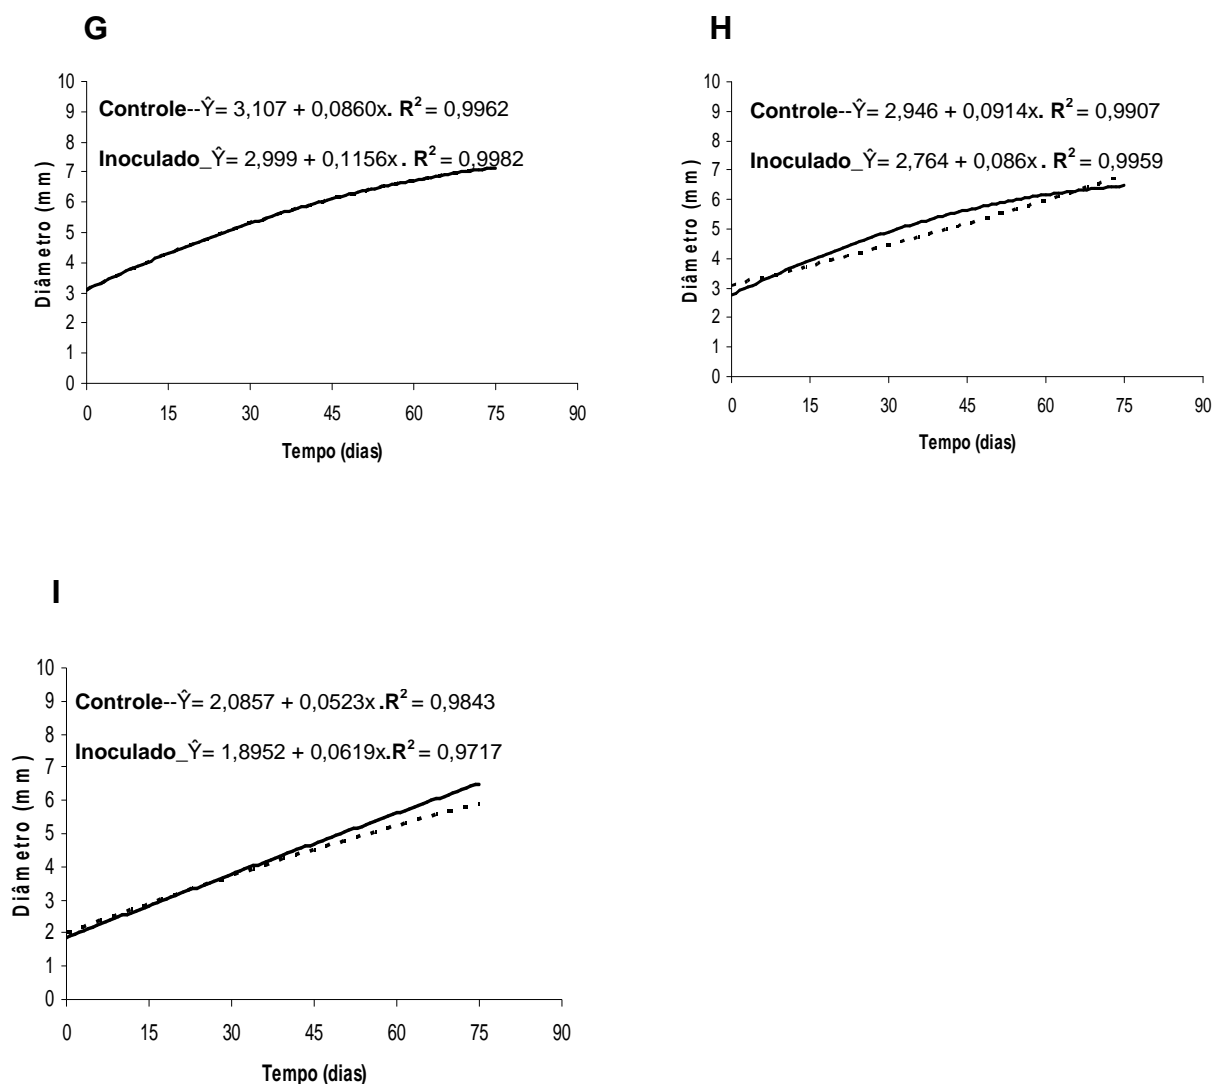 G
10
9
8
7
6
5
4
3
2
1
0
Diâmetro (mm)
Controle--Ŷ= 3,107 + 0,0860x. R² = 0,9962
Inoculado_Ŷ= 2,999 + 0,1156x. R² = 0,9982
0 15 30 45 60 75 90
Tempo (dias)
H
10
9
8
7
6
5
4
3
2
1
0
Diâmetro (mm)
Controle--Ŷ= 2,946 + 0,0914x. R² = 0,9907
Inoculado_Ŷ= 2,764 + 0,086x. R² = 0,9959
0 15 30 45 60 75 90
Tempo (dias)
I
10
9
8
7
6
5
4
3
2
1
0
Diâmetro (mm)
Controle--Ŷ= 2,0857 + 0,0523x.R² = 0,9843
Inoculado_Ŷ= 1,8952 + 0,0619x.R² = 0,9717
0 15 30 45 60 75 90
Tempo (dias)